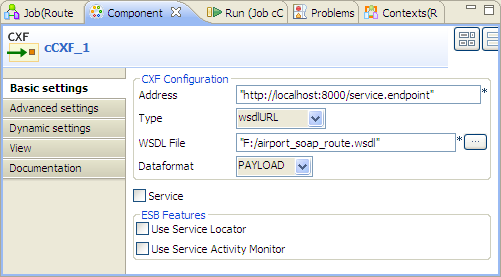 Job(Route Component Run (Job cC Problems Contexts(R
CXF
cCXF_1
Basic settings
Advanced settings
Dynamic settings
View
Documentation
CXF Configuration
Address "http://localhost:8000/service.endpoint" *
Type wsdlURL
WSDL File "F:/airport_soap_route.wsdl" * ...
Dataformat PAYLOAD
Service
ESB Features
Use Service Locator
Use Service Activity Monitor